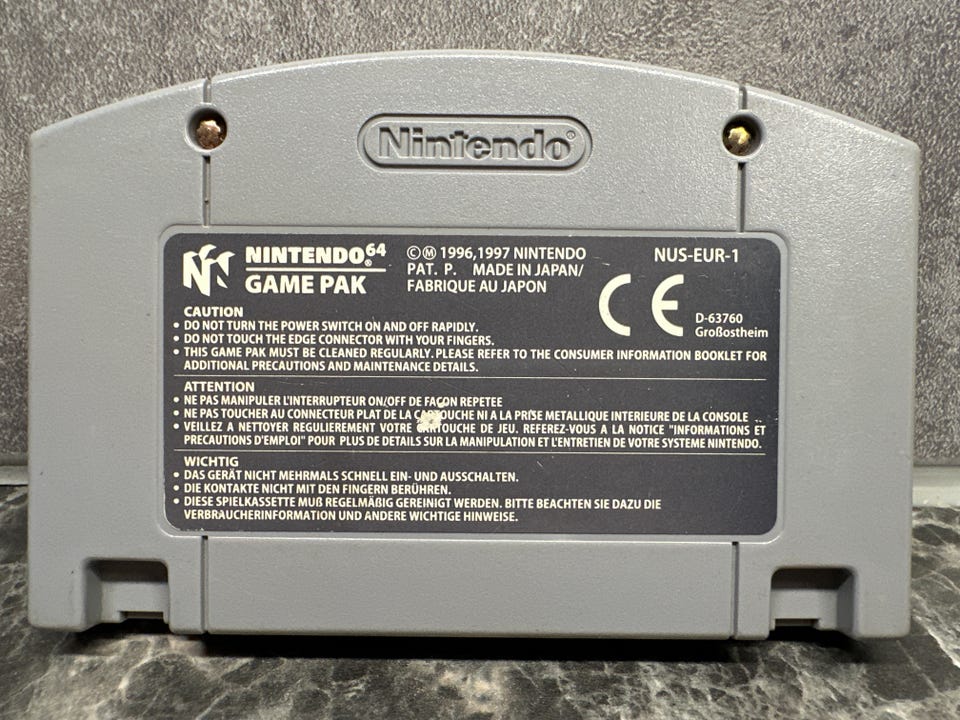 Nintendo®
NINTENDO⁶⁴®
GAME PAK
©Ⓜ 1996,1997 NINTENDO
PAT. P. MADE IN JAPAN/
FABRIQUE AU JAPON
NUS-EUR-1
CE
D-63760
Großostheim
CAUTION
• DO NOT TURN THE POWER SWITCH ON AND OFF RAPIDLY.
• DO NOT TOUCH THE EDGE CONNECTOR WITH YOUR FINGERS.
• THIS GAME PAK MUST BE CLEANED REGULARLY. PLEASE REFER TO THE CONSUMER INFORMATION BOOKLET FOR
ADDITIONAL PRECAUTIONS AND MAINTENANCE DETAILS.
ATTENTION
• NE PAS MANIPULER L'INTERRUPTEUR ON/OFF DE FAÇON REPETEE
• NE PAS TOUCHER AU CONNECTEUR PLAT DE LA CARTOUCHE NI A LA PRISE METALLIQUE INTERIEURE DE LA CONSOLE
• VEILLEZ A NETTOYER REGULIEREMENT VOTRE CARTOUCHE DE JEU. REFEREZ-VOUS A LA NOTICE "INFORMATIONS ET
PRECAUTIONS D'EMPLOI" POUR PLUS DE DETAILS SUR LA MANIPULATION ET L'ENTRETIEN DE VOTRE SYSTEME NINTENDO.
WICHTIG
• DAS GERÄT NICHT MEHRMALS SCHNELL EIN- UND AUSSCHALTEN.
• DIE KONTAKTE NICHT MIT DEN FINGERN BERÜHREN.
• DIESE SPIELKASSETTE MUß REGELMÄßIG GEREINIGT WERDEN. BITTE BEACHTEN SIE DAZU DIE
VERBRAUCHERINFORMATION UND ANDERE WICHTIGE HINWEISE.